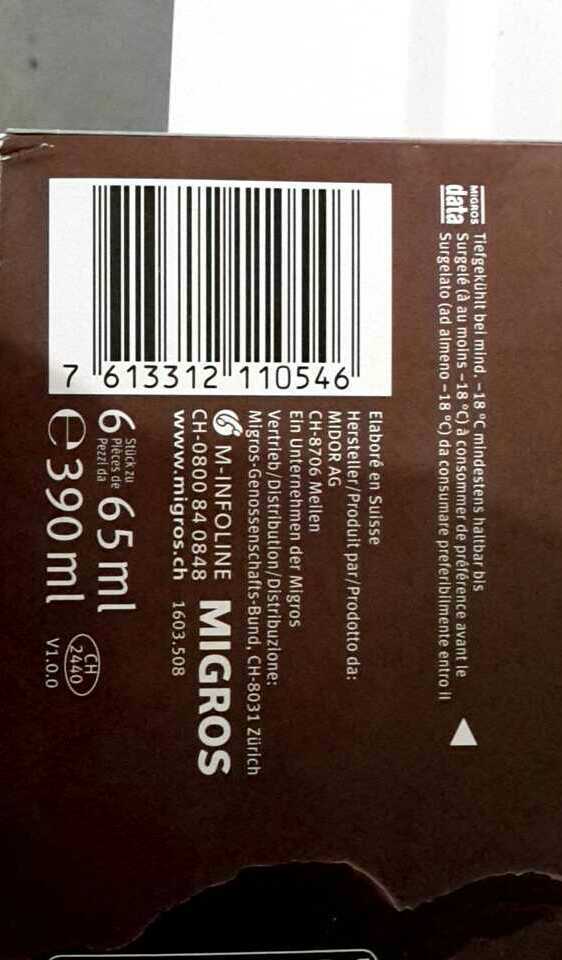 MIGROS
data
Tiefgekühlt bei mind. -18 °C mindestens haltbar bis
Surgelé (à au moins -18 °C) à consommer de préférence avant le
Surgelato (ad almeno -18 °C) da consumare preferibilmente entro il
7 613312 110546
Elaboré en Suisse
Hersteller/Produit par/Prodotto da:
MIDOR AG
CH-8706 Meilen
Ein Unternehmen der Migros
Vertrieb/Distribution/Distribuzione:
Migros-Genossenschafts-Bund, CH-8031 Zürich
M-INFOLINE
CH-0800 84 0848
www.migros.ch
MIGROS
1603.508
6 Stück zu
Pièces de
Pezzi da
65 ml
e 390 ml
CH
2440
V1.0.0